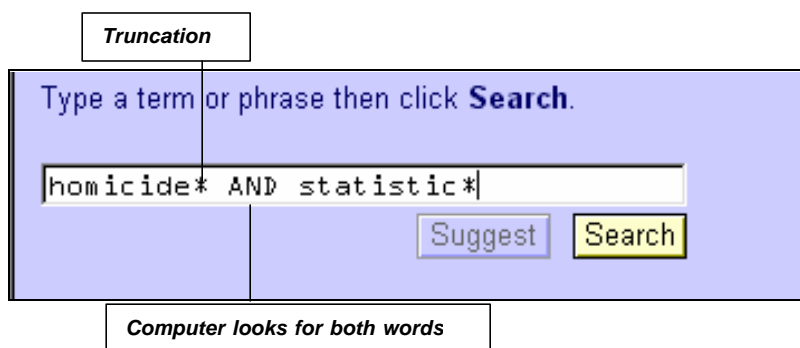 Truncation
Type a term or phrase then click Search.
homicide* AND statistic*
Suggest Search
Computer looks for both words